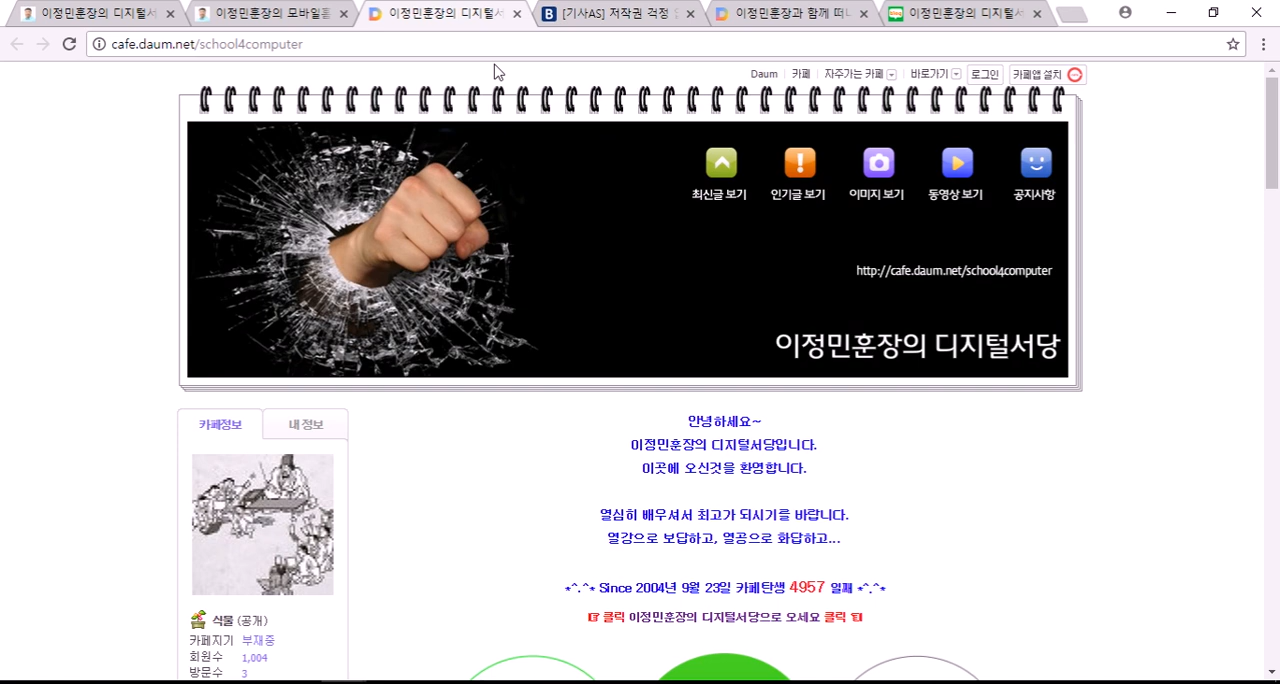 이정민훈장의 디지털서
이정민훈장의 모바일홈
이정민훈장의 디지털서
[기사AS] 저작권 걱정
이정민훈장과 함께 떠나
이정민훈장의 디지털서
cafe.daum.net/school4computer
Daum 카페 자주가는 카페 바로가기 로그인 카페앱 설치
최신글 보기 인기글 보기 이미지 보기 동영상 보기 공지사항
http://cafe.daum.net/school4computer
이정민훈장의 디지털서당
카페정보 내 정보
안녕하세요~
이정민훈장의 디지털서당입니다.
이곳에 오신것을 환영합니다.
열심히 배우셔서 최고가 되시기를 바랍니다.
열강으로 보답하고, 열공으로 화답하고...
*^.^* Since 2004년 9월 23일 카페탄생 4957 일째 *^.^*
☞ 클릭 이정민훈장의 디지털서당으로 오세요 클릭 ☜
식물 (공개)
카페지기 부재중
회원수 1,004
방문수 3